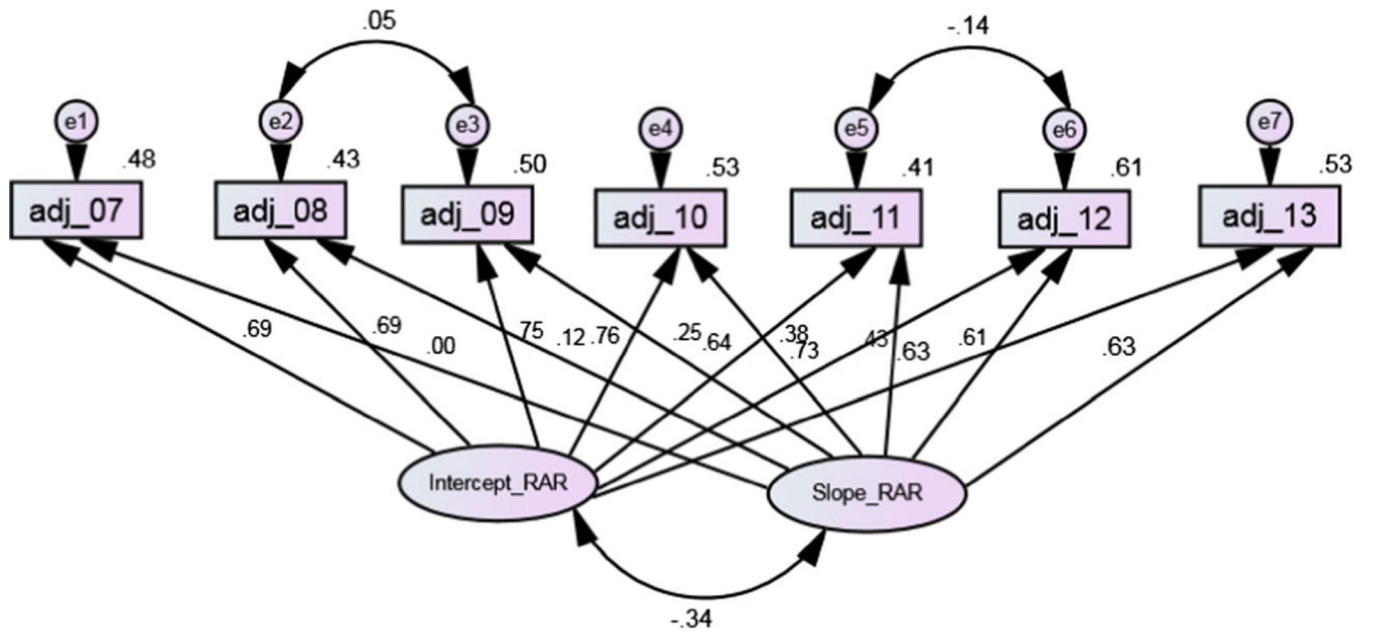 .05
-.14
e1
e2
e3
e4
e5
e6
e7
.48
.43
.50
.53
.41
.61
.53
adj_07
adj_08
adj_09
adj_10
adj_11
adj_12
adj_13
.69
.69
.00
.75
.12
.76
.25
.64
.38
.73
.43
.63
.61
.63
Intercept_RAR
Slope_RAR
-.34